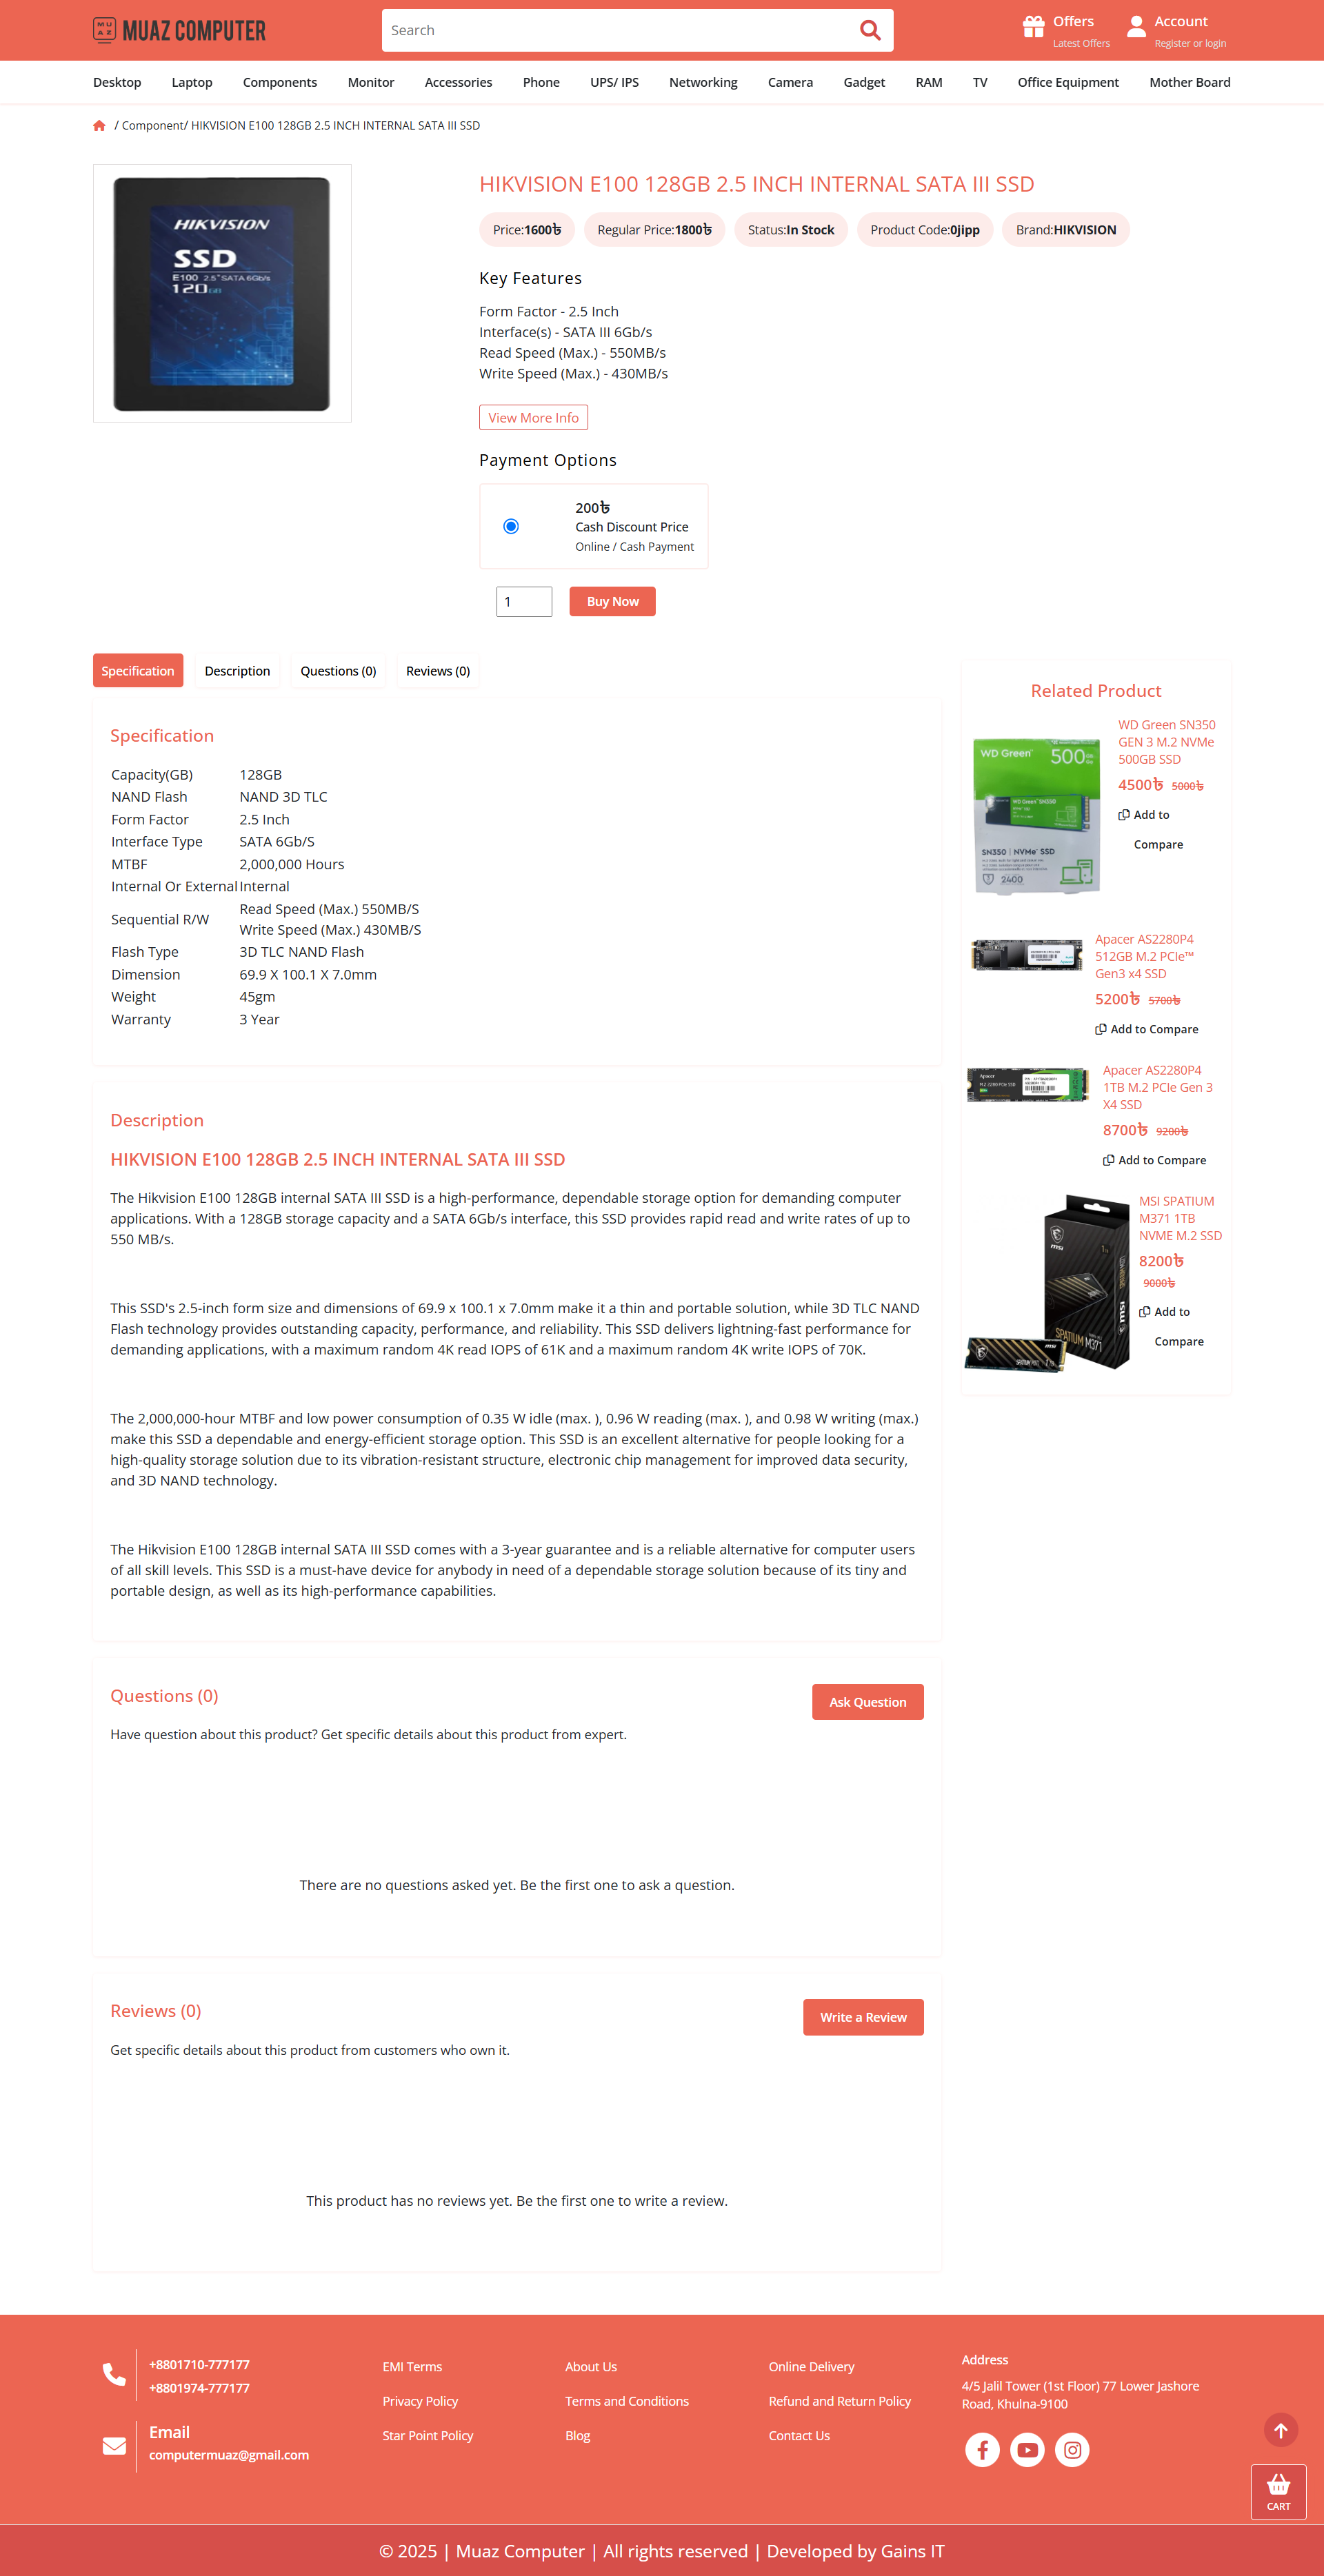 MUAZ
MUAZ COMPUTER
Search
Offers
Latest Offers
Account
Register or login
Desktop
Laptop
Components
Monitor
Accessories
Phone
UPS/ IPS
Networking
Camera
Gadget
RAM
TV
Office Equipment
Mother Board
/ Component/ HIKVISION E100 128GB 2.5 INCH INTERNAL SATA III SSD
HIKVISION
SSD
E100 2.5" SATA 6Gb/s
120GB
HIKVISION E100 128GB 2.5 INCH INTERNAL SATA III SSD
Price:1600৳
Regular Price:1800৳
Status:In Stock
Product Code:0jipp
Brand:HIKVISION
Key Features
Form Factor - 2.5 Inch
Interface(s) - SATA III 6Gb/s
Read Speed (Max.) - 550MB/s
Write Speed (Max.) - 430MB/s
View More Info
Payment Options
200৳
Cash Discount Price
Online / Cash Payment
1
Buy Now
Specification
Description
Questions (0)
Reviews (0)
Specification
Capacity(GB) 128GB
NAND Flash NAND 3D TLC
Form Factor 2.5 Inch
Interface Type SATA 6Gb/S
MTBF 2,000,000 Hours
Internal Or External Internal
Sequential R/W Read Speed (Max.) 550MB/S
Write Speed (Max.) 430MB/S
Flash Type 3D TLC NAND Flash
Dimension 69.9 X 100.1 X 7.0mm
Weight 45gm
Warranty 3 Year
Description
HIKVISION E100 128GB 2.5 INCH INTERNAL SATA III SSD
The Hikvision E100 128GB internal SATA III SSD is a high-performance, dependable storage option for demanding computer
applications. With a 128GB storage capacity and a SATA 6Gb/s interface, this SSD provides rapid read and write rates of up to
550 MB/s.
This SSD's 2.5-inch form size and dimensions of 69.9 x 100.1 x 7.0mm make it a thin and portable solution, while 3D TLC NAND
Flash technology provides outstanding capacity, performance, and reliability. This SSD delivers lightning-fast performance for
demanding applications, with a maximum random 4K read IOPS of 61K and a maximum random 4K write IOPS of 70K.
The 2,000,000-hour MTBF and low power consumption of 0.35 W idle (max. ), 0.96 W reading (max. ), and 0.98 W writing (max.)
make this SSD a dependable and energy-efficient storage option. This SSD is an excellent alternative for people looking for a
high-quality storage solution due to its vibration-resistant structure, electronic chip management for improved data security,
and 3D NAND technology.
The Hikvision E100 128GB internal SATA III SSD comes with a 3-year guarantee and is a reliable alternative for computer users
of all skill levels. This SSD is a must-have device for anybody in need of a dependable storage solution because of its tiny and
portable design, as well as its high-performance capabilities.
Questions (0)
Ask Question
Have question about this product? Get specific details about this product from expert.
There are no questions asked yet. Be the first one to ask a question.
Reviews (0)
Write a Review
Get specific details about this product from customers who own it.
This product has no reviews yet. Be the first one to write a review.
Related Product
WD Green
500GB
WD Green SN350
SN350 | NVMe SSD
2400
WD Green SN350
GEN 3 M.2 NVMe
500GB SSD
4500৳ 5000৳
Add to
Compare
Apacer AS2280P4
512GB M.2 PCIe™
Gen3 x4 SSD
5200৳ 5700৳
Add to Compare
Apacer
Apacer AS2280P4
1TB M.2 PCIe Gen 3
X4 SSD
8700৳ 9200৳
Add to Compare
msi
SPATIUM M371
msi
MSI SPATIUM
M371 1TB
NVME M.2 SSD
8200৳
9000৳
Add to
Compare
+8801710-777177
+8801974-777177
Email
computermuaz@gmail.com
EMI Terms
Privacy Policy
Star Point Policy
About Us
Terms and Conditions
Blog
Online Delivery
Refund and Return Policy
Contact Us
Address
4/5 Jalil Tower (1st Floor) 77 Lower Jashore
Road, Khulna-9100
CART
© 2025 | Muaz Computer | All rights reserved | Developed by Gains IT